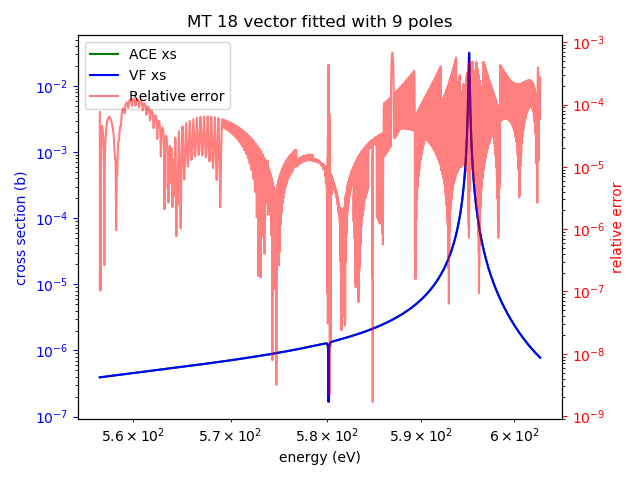 MT 18 vector fitted with 9 poles
ACE xs
VF xs
Relative error
cross section (b)
10⁻²
10⁻³
10⁻⁴
10⁻⁵
10⁻⁶
10⁻⁷
10⁻³
10⁻⁴
10⁻⁵
10⁻⁶
10⁻⁷
10⁻⁸
10⁻⁹
relative error
5.6 × 10² 5.7 × 10² 5.8 × 10² 5.9 × 10² 6 × 10²
energy (eV)